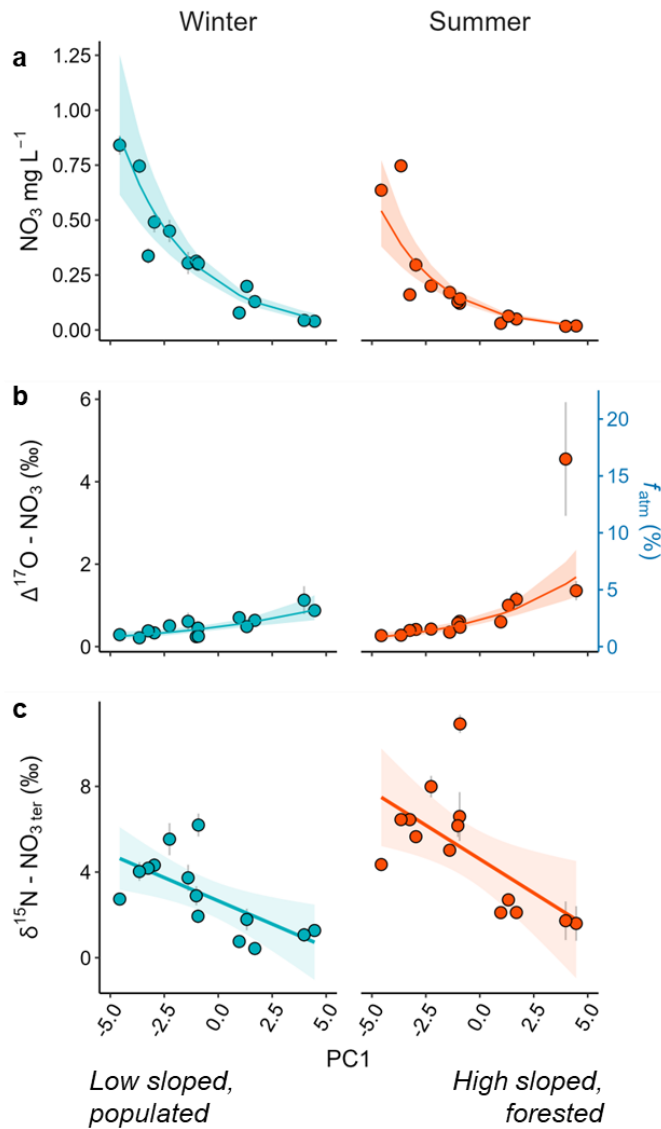 Winter Summer
a
1.25
1.00
0.75
0.50
0.25
0.00
NO₃ mg L⁻¹
b
6
4
2
0
Δ¹⁷O - NO₃ (‰)
20
15
10
5
0
f atm (%)
c
8
4
0
δ¹⁵N - NO₃ ter (‰)
-5.0 -2.5 0.0 2.5 5.0 -5.0 -2.5 0.0 2.5 5.0
PC1
Low sloped, High sloped,
populated forested